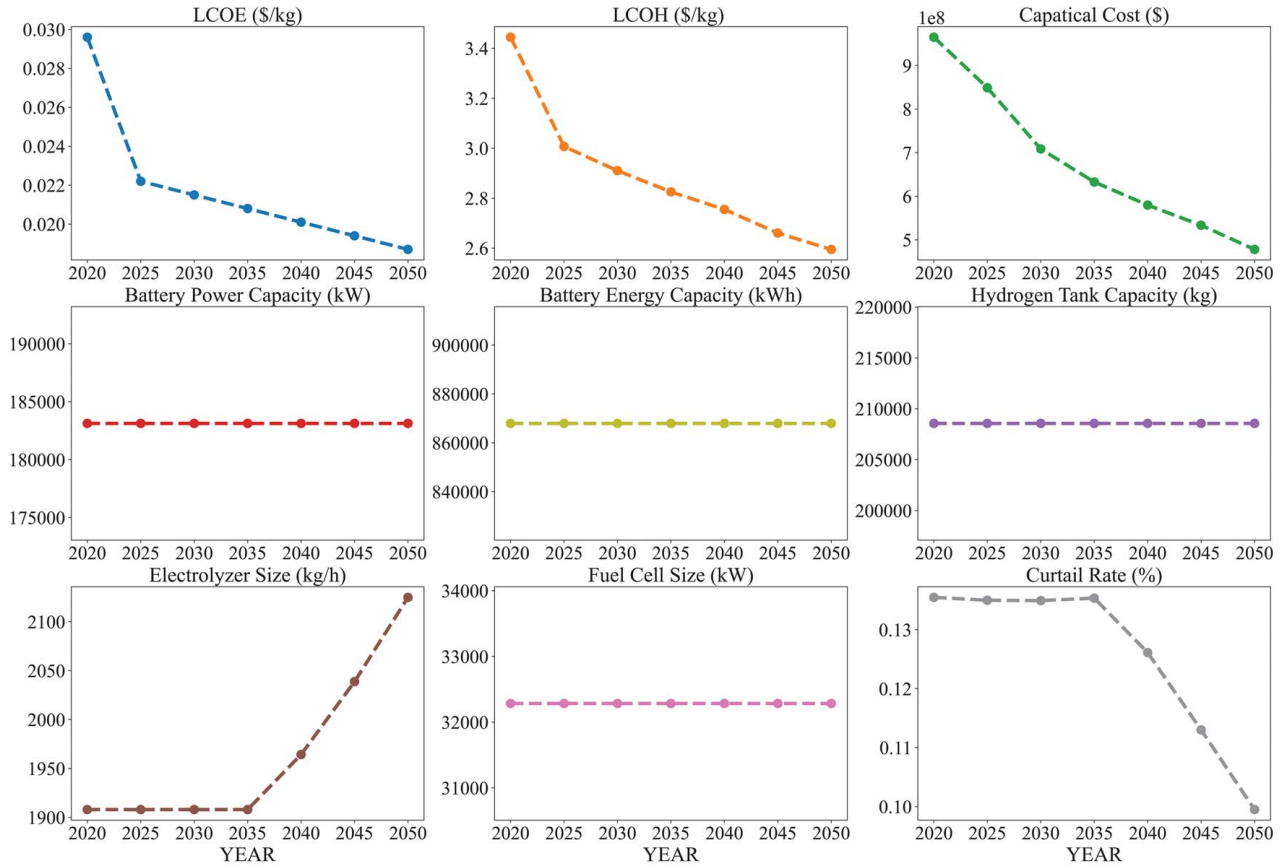 LCOE ($/kg)
0.030
0.028
0.026
0.024
0.022
0.020
2020 2025 2030 2035 2040 2045 2050
LCOH ($/kg)
3.4
3.2
3.0
2.8
2.6
2020 2025 2030 2035 2040 2045 2050
Capatical Cost ($)
1e8
9
8
7
6
5
2020 2025 2030 2035 2040 2045 2050
Battery Power Capacity (kW)
190000
185000
180000
175000
2020 2025 2030 2035 2040 2045 2050
Battery Energy Capacity (kWh)
900000
880000
860000
840000
2020 2025 2030 2035 2040 2045 2050
Hydrogen Tank Capacity (kg)
220000
215000
210000
205000
200000
2020 2025 2030 2035 2040 2045 2050
Electrolyzer Size (kg/h)
2100
2050
2000
1950
1900
2020 2025 2030 2035 2040 2045 2050
YEAR
Fuel Cell Size (kW)
34000
33000
32000
31000
2020 2025 2030 2035 2040 2045 2050
YEAR
Curtail Rate (%)
0.13
0.12
0.11
0.10
2020 2025 2030 2035 2040 2045 2050
YEAR